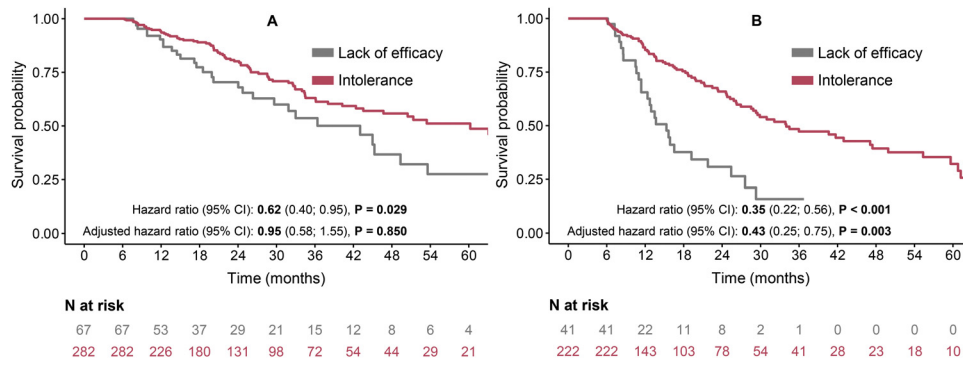 A
1.00
0.75
0.50
0.25
0.00
Survival probability
Lack of efficacy
Intolerance
Hazard ratio (95% CI): 0.62 (0.40; 0.95), P = 0.029
Adjusted hazard ratio (95% CI): 0.95 (0.58; 1.55), P = 0.850
0 6 12 18 24 30 36 42 48 54 60
Time (months)
N at risk
67 67 53 37 29 21 15 12 8 6 4
282 282 226 180 131 98 72 54 44 29 21
B
1.00
0.75
0.50
0.25
0.00
Survival probability
Lack of efficacy
Intolerance
Hazard ratio (95% CI): 0.35 (0.22; 0.56), P < 0.001
Adjusted hazard ratio (95% CI): 0.43 (0.25; 0.75), P = 0.003
0 6 12 18 24 30 36 42 48 54 60
Time (months)
N at risk
41 41 22 11 8 2 1 0 0 0 0
222 222 143 103 78 54 41 28 23 18 10